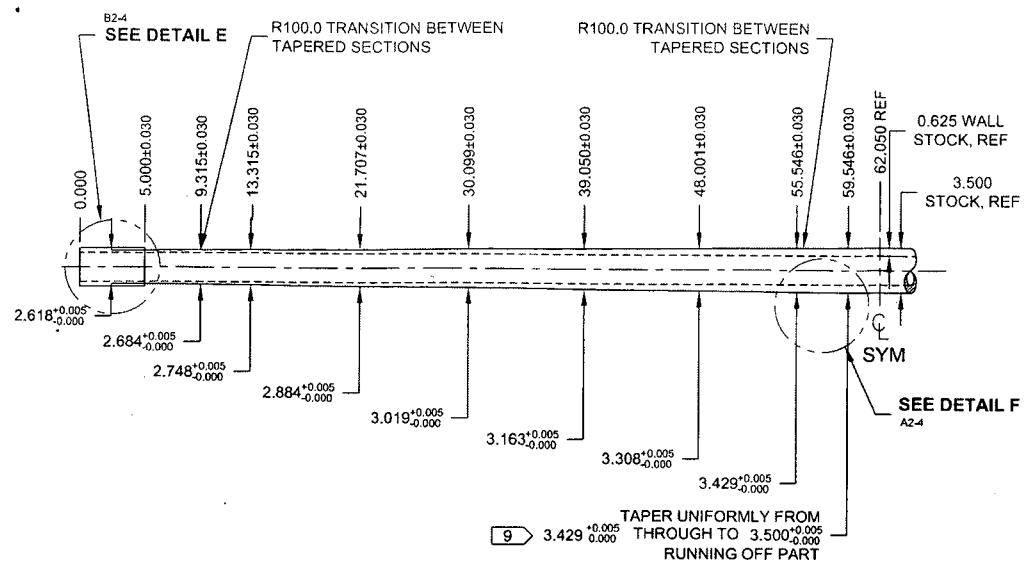 B2-4
SEE DETAIL E
R100.0 TRANSITION BETWEEN
TAPERED SECTIONS
R100.0 TRANSITION BETWEEN
TAPERED SECTIONS
0.000
5.000±0.030
9.315±0.030
13.315±0.030
21.707±0.030
30.099±0.030
39.050±0.030
48.001±0.030
55.546±0.030
59.546±0.030
62.050 REF
0.625 WALL
STOCK, REF
3.500
STOCK, REF
2.618 +0.005 -0.000
2.684 +0.005 -0.000
2.748 +0.005 -0.000
2.884 +0.005 -0.000
3.019 +0.005 -0.000
3.163 +0.005 -0.000
3.308 +0.005 -0.000
3.429 +0.005 -0.000
℄
SYM
SEE DETAIL F
A2-4
TAPER UNIFORMLY FROM
9 3.429 +0.005 0.000 THROUGH TO 3.500 +0.005 -0.000
RUNNING OFF PART